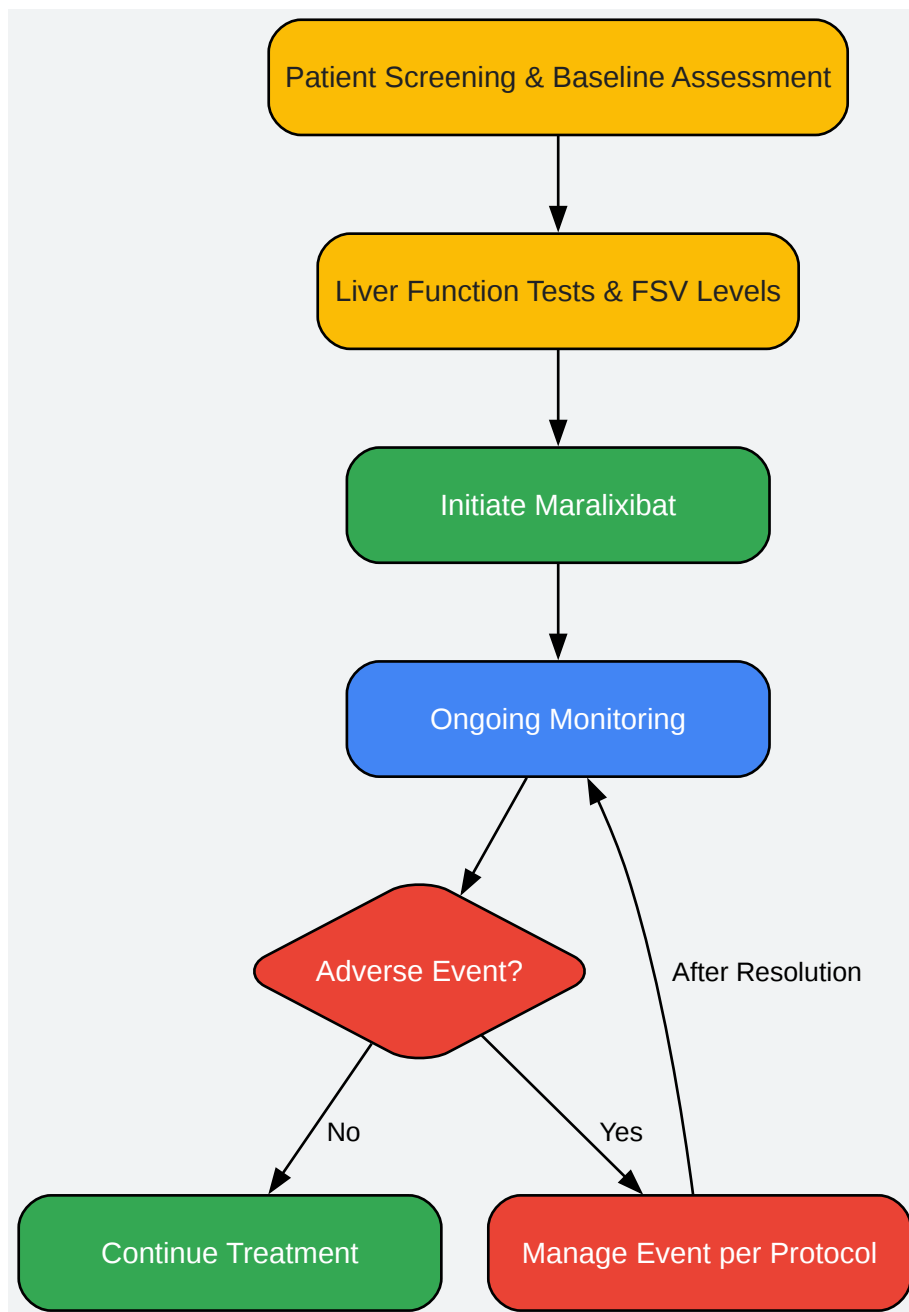 Patient Screening & Baseline Assessment
Liver Function Tests & FSV Levels
Initiate Maralixibat
Ongoing Monitoring
Adverse Event?
After Resolution
No
Yes
Continue Treatment
Manage Event per Protocol